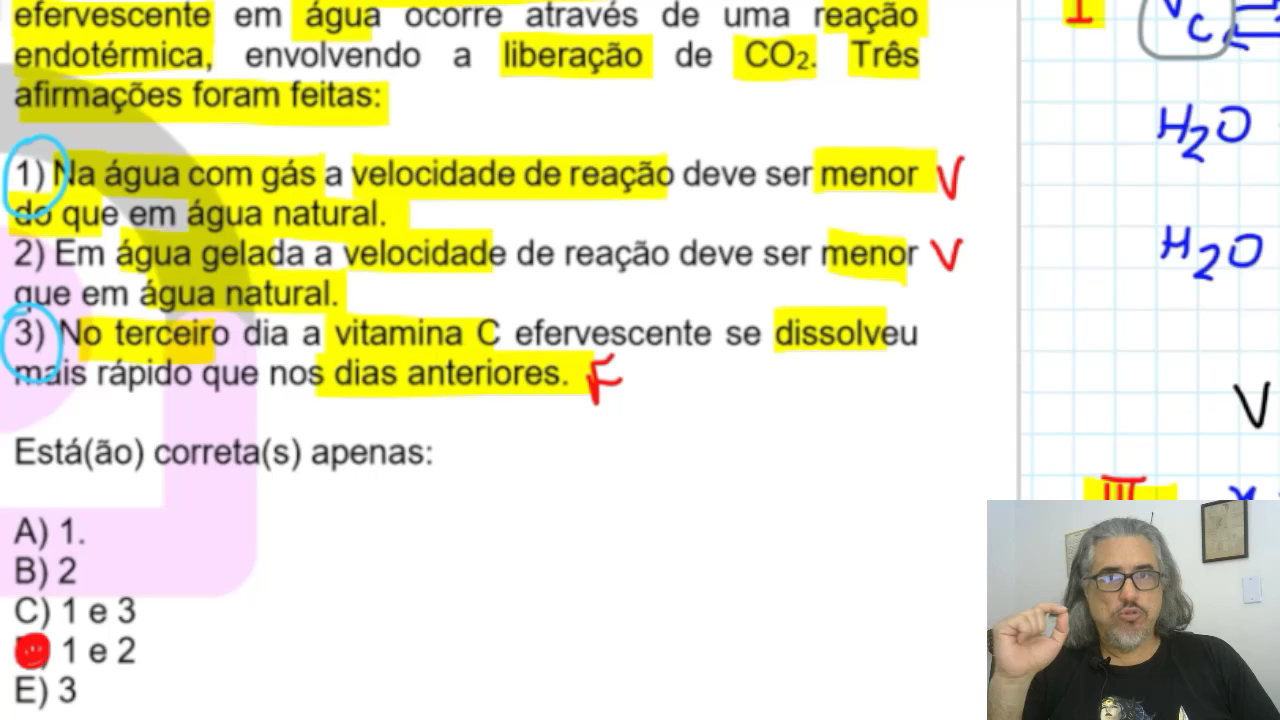 efervescente em água ocorre através de uma reação
endotérmica, envolvendo a liberação de CO₂. Três
afirmações foram feitas:
1) Na água com gás a velocidade de reação deve ser menor V
do que em água natural.
2) Em água gelada a velocidade de reação deve ser menor V
que em água natural.
3) No terceiro dia a vitamina C efervescente se dissolveu
mais rápido que nos dias anteriores. F
Está(ão) correta(s) apenas:
A) 1.
B) 2
C) 1 e 3
1 e 2
E) 3
I
C
H₂O
H₂O
V
III